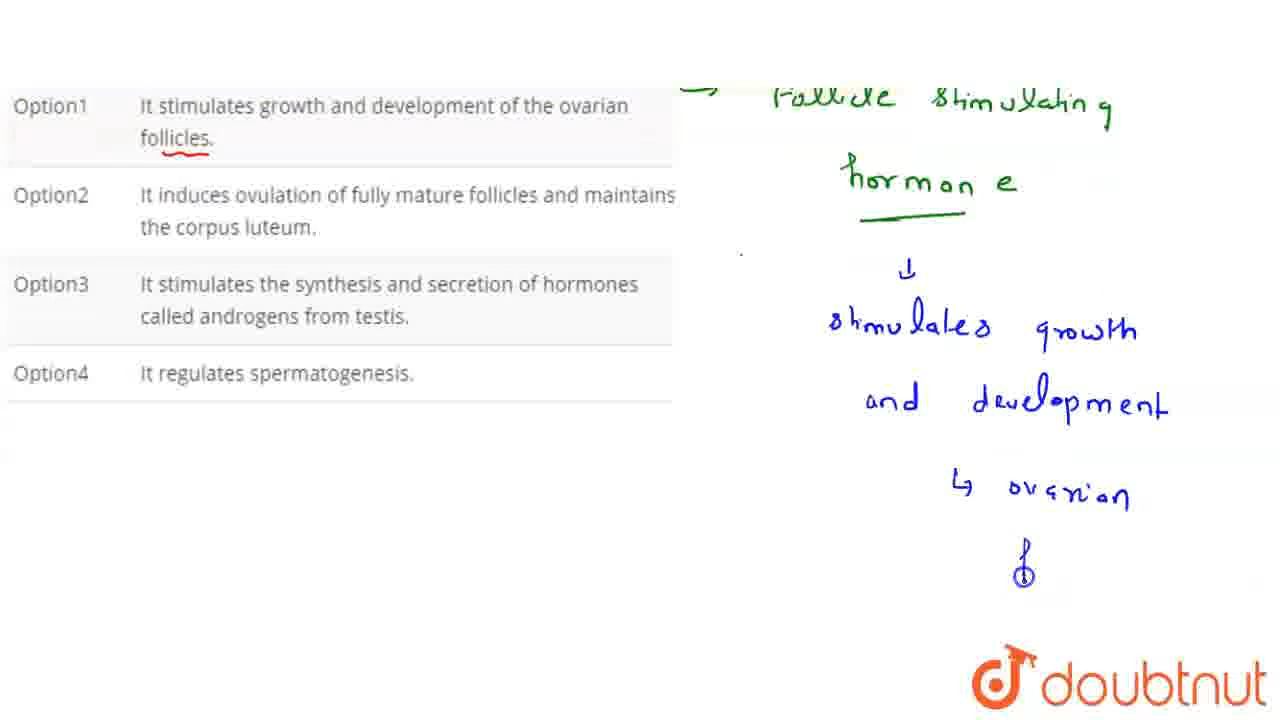 Option1 It stimulates growth and development of the ovarian
follicles.
Option2 It induces ovulation of fully mature follicles and maintains
the corpus luteum.
Option3 It stimulates the synthesis and secretion of hormones
called androgens from testis.
Option4 It regulates spermatogenesis.
→ Follicle stimulating
hormone
↓
stimulates growth
and development
↳ ovarian
f
doubtnut